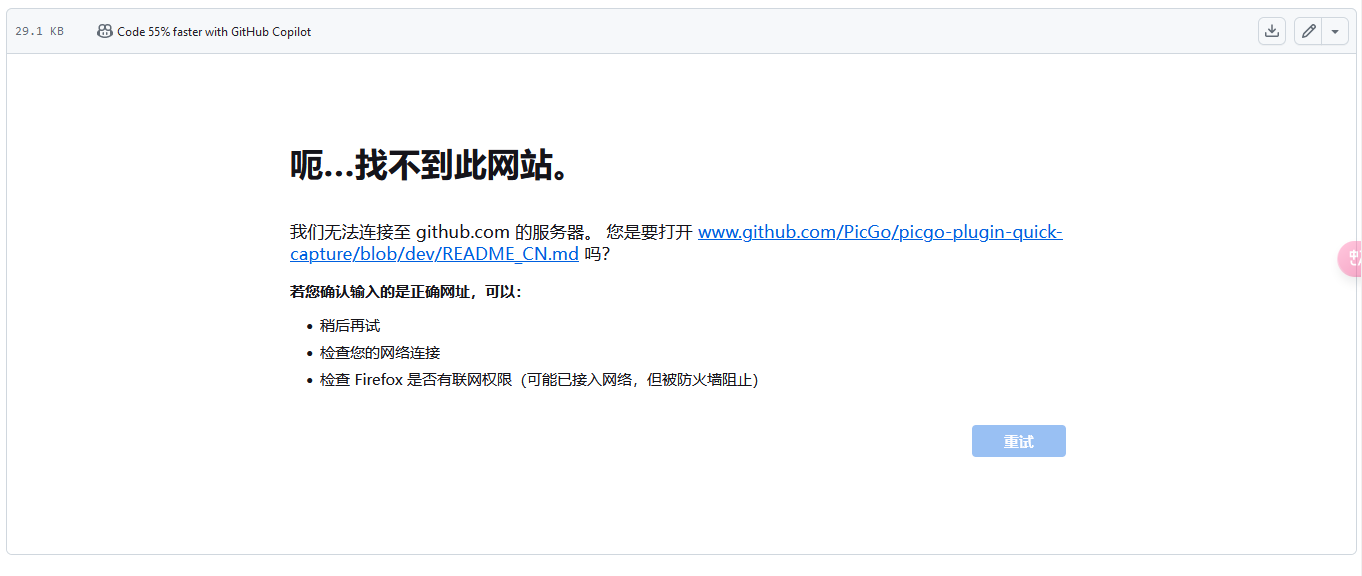 29.1 KB
Code 55% faster with GitHub Copilot
呃…找不到此网站。
我们无法连接至 github.com 的服务器。 您是要打开 www.github.com/PicGo/picgo-plugin-quick-
capture/blob/dev/README_CN.md 吗？
若您确认输入的是正确网址，可以：
稍后再试
检查您的网络连接
检查 Firefox 是否有联网权限（可能已接入网络，但被防火墙阻止）
重试